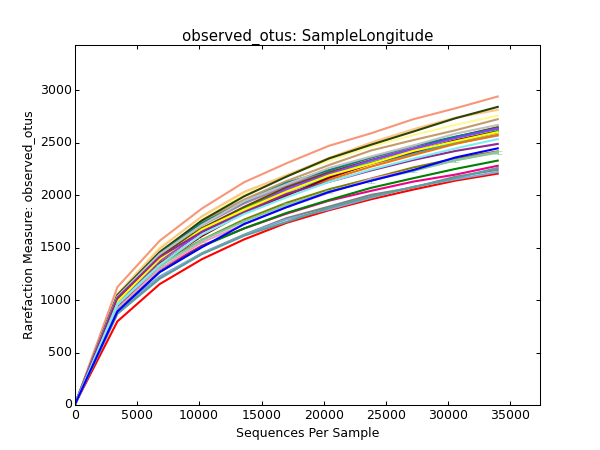 observed_otus: SampleLongitude
3000
2500
2000
1500
1000
500
0
0 5000 10000 15000 20000 25000 30000 35000
Rarefaction Measure: observed_otus
Sequences Per Sample